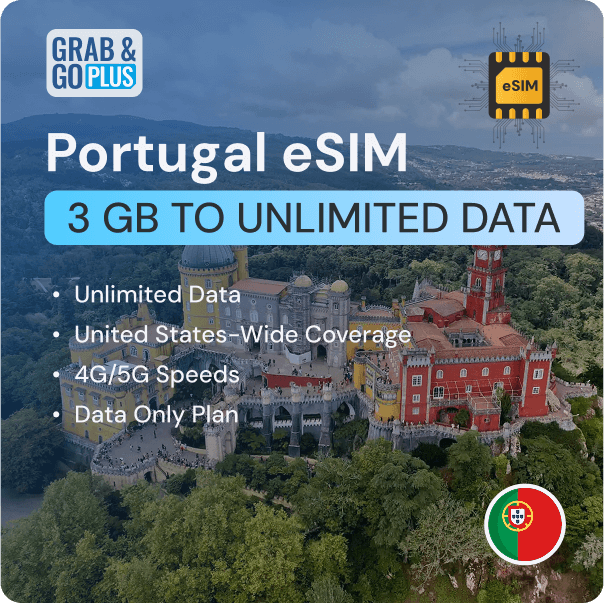 GRAB &
GO PLUS
eSIM
Portugal eSIM
3 GB TO UNLIMITED DATA
• Unlimited Data
• United States-Wide Coverage
• 4G/5G Speeds
• Data Only Plan